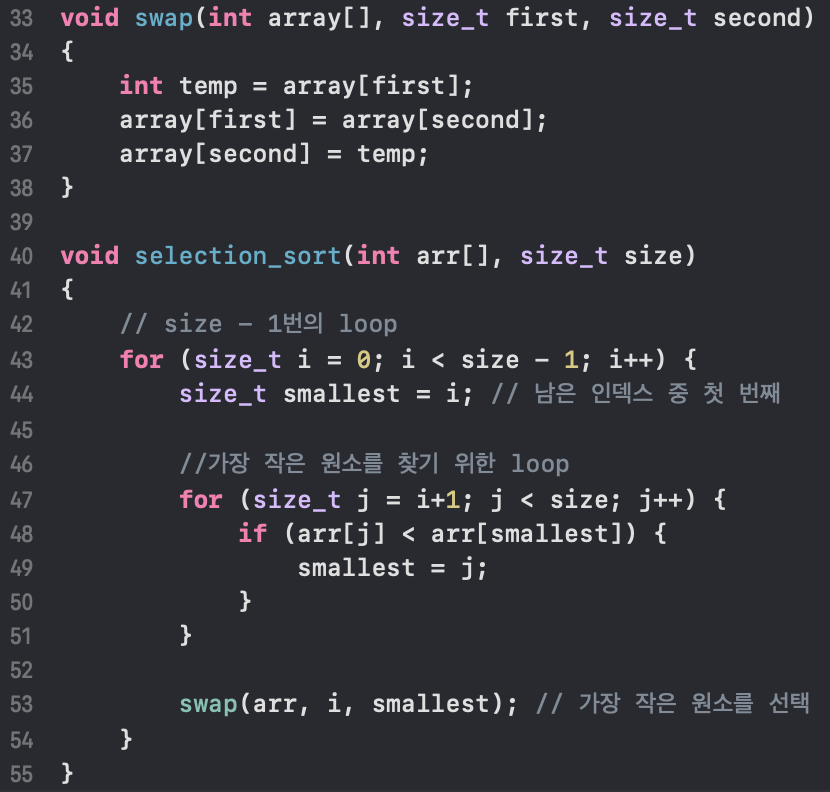 33 void swap(int array[], size_t first, size_t second)
34 {
35     int temp = array[first];
36     array[first] = array[second];
37     array[second] = temp;
38 }
39
40 void selection_sort(int arr[], size_t size)
41 {
42     // size - 1번의 loop
43     for (size_t i = 0; i < size - 1; i++) {
44         size_t smallest = i; // 남은 인덱스 중 첫 번째
45
46         //가장 작은 원소를 찾기 위한 loop
47         for (size_t j = i+1; j < size; j++) {
48             if (arr[j] < arr[smallest]) {
49                 smallest = j;
50             }
51         }
52
53         swap(arr, i, smallest); // 가장 작은 원소를 선택
54     }
55 }